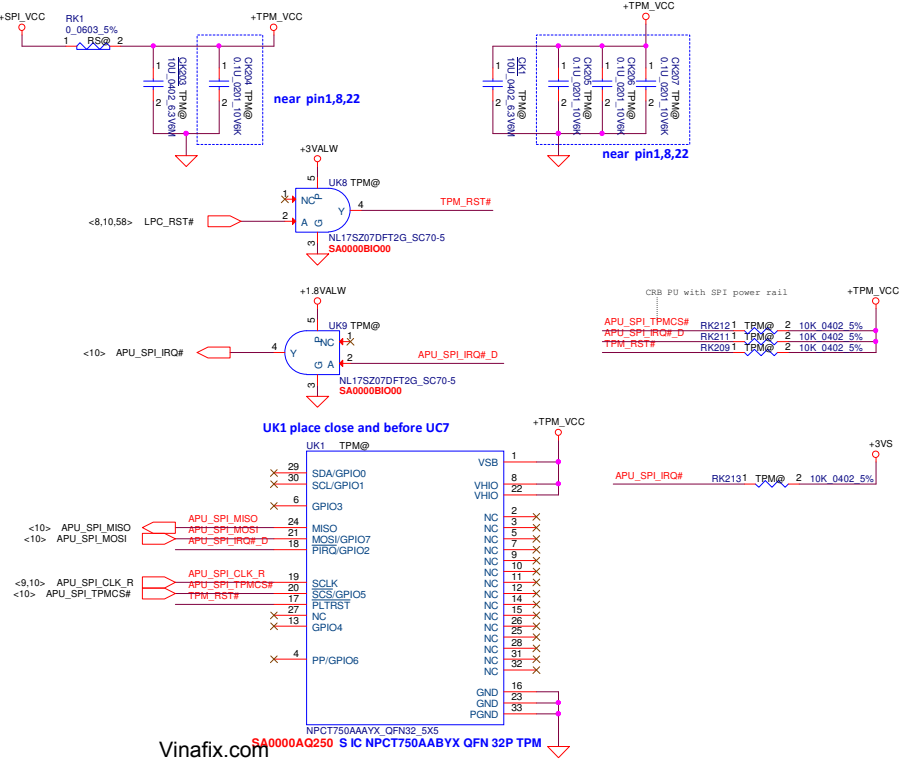 +SPI_VCC
RK1
0_0603_5%
1 RS@ 2
+TPM_VCC
1
2
CK203 TPM@
10U_0402_6.3V6M
1
2
CK204 TPM@
0.1U_0201_10V6K
near pin1,8,22
+TPM_VCC
1
2
CK1 TPM@
10U_0402_6.3V6M
1
2
CK205 TPM@
0.1U_0201_10V6K
1
2
CK206 TPM@
0.1U_0201_10V6K
1
2
CK207 TPM@
0.1U_0201_10V6K
near pin1,8,22
+3VALW
5
UK8 TPM@
1
NC
P
<8,10,58> LPC_RST#
2
A
G
Y
4
TPM_RST#
3
NL17SZ07DFT2G_SC70-5
SA0000BIO00
+1.8VALW
5
UK9 TPM@
1
NC
P
<10> APU_SPI_IRQ#
4
Y
G
A
2
APU_SPI_IRQ#_D
3
NL17SZ07DFT2G_SC70-5
SA0000BIO00
CRB PU with SPI power rail
+TPM_VCC
APU_SPI_TPMCS# RK212 1 TPM@ 2 10K_0402_5%
APU_SPI_IRQ#_D RK211 1 TPM@ 2 10K_0402_5%
TPM_RST# RK209 1 TPM@ 2 10K_0402_5%
+3VS
APU_SPI_IRQ# RK213 1 TPM@ 2 10K_0402_5%
UK1 place close and before UC7
+TPM_VCC
UK1 TPM@
29 SDA/GPIO0
30 SCL/GPIO1
6 GPIO3
<10> APU_SPI_MISO APU_SPI_MISO 24 MISO
<10> APU_SPI_MOSI APU_SPI_MOSI 21 MOSI/GPIO7
APU_SPI_IRQ#_D 18 PIRQ/GPIO2
<9,10> APU_SPI_CLK_R APU_SPI_CLK_R 19 SCLK
<10> APU_SPI_TPMCS# APU_SPI_TPMCS# 20 SCS/GPIO5
TPM_RST# 17 PLTRST
27 NC
13 GPIO4
4 PP/GPIO6
VSB 1
VHIO 8
VHIO 22
NC 2
NC 3
NC 5
NC 7
NC 9
NC 10
NC 11
NC 12
NC 14
NC 15
NC 26
NC 25
NC 28
NC 31
NC 32
GND 16
GND 23
PGND 33
NPCT750AAAYX_QFN32_5X5
SA0000AQ250 S IC NPCT750AABYX QFN 32P TPM
Vinafix.com